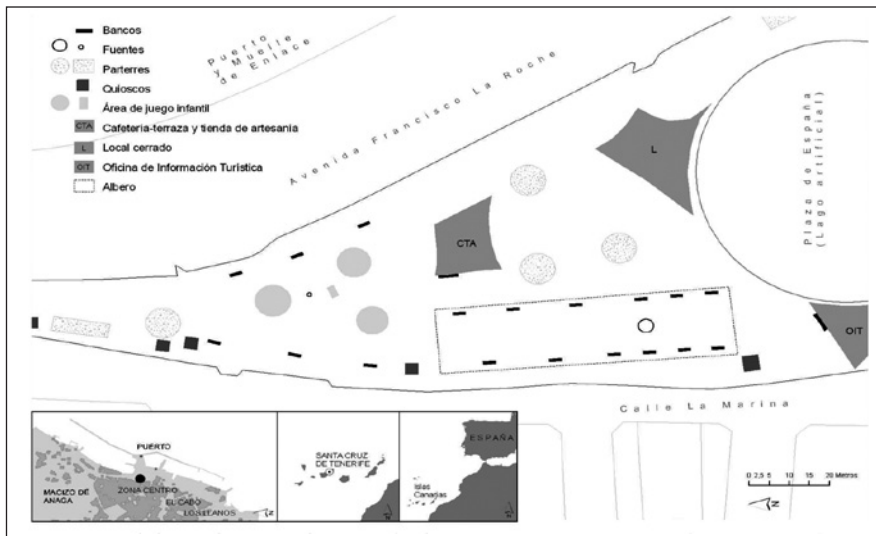 Bancos
Fuentes
Parterres
Quioscos
Área de juego infantil
CTA Cafetería-terraza y tienda de artesanía
L Local cerrado
OIT Oficina de Información Turística
Albero
Puerto
y Muelle
de Enlace
Avenida Francisco La Roche
Plaza de España
(Lago artificial)
L
CTA
OIT
Calle La Marina
PUERTO
MACIZO DE
ANAGA
ZONA CENTRO
EL CABO
LOS LLANOS
SANTA CRUZ
DE TENERIFE
ESPAÑA
Islas
Canarias
0 2,5 5 10 15 20 Metros
N